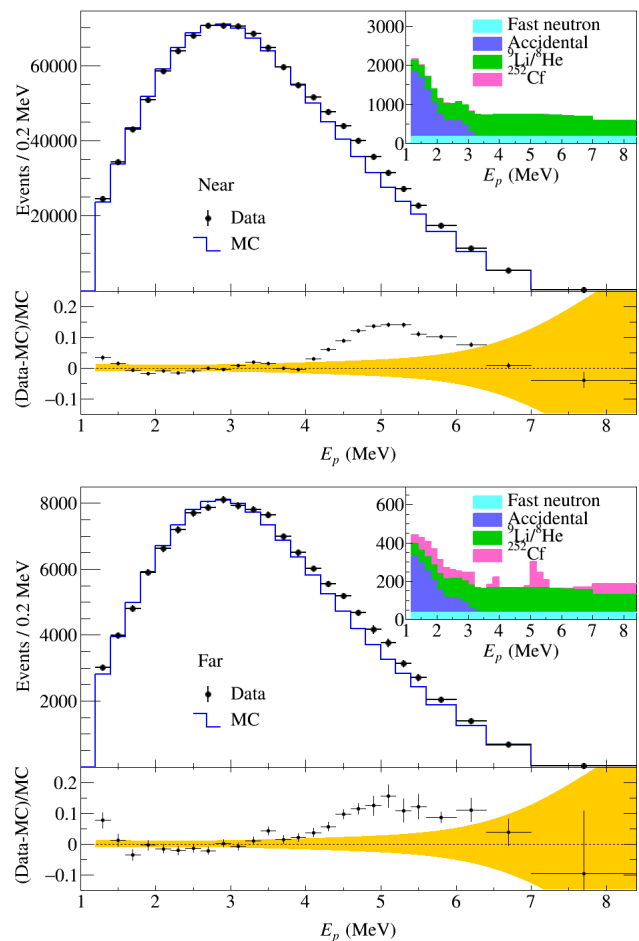 60000
40000
20000
Events / 0.2 MeV
Near
Data
MC
3000
2000
1000
0
1 2 3 4 5 6 7 8
E_p (MeV)
Fast neutron
Accidental
⁹Li/⁸He
²⁵²Cf
0.2
0.1
0
−0.1
(Data-MC)/MC
1 2 3 4 5 6 7 8
E_p (MeV)
8000
6000
4000
2000
Events / 0.2 MeV
Far
Data
MC
600
400
200
0
1 2 3 4 5 6 7 8
E_p (MeV)
Fast neutron
Accidental
⁹Li/⁸He
²⁵²Cf
0.2
0.1
0
−0.1
(Data-MC)/MC
1 2 3 4 5 6 7 8
E_p (MeV)